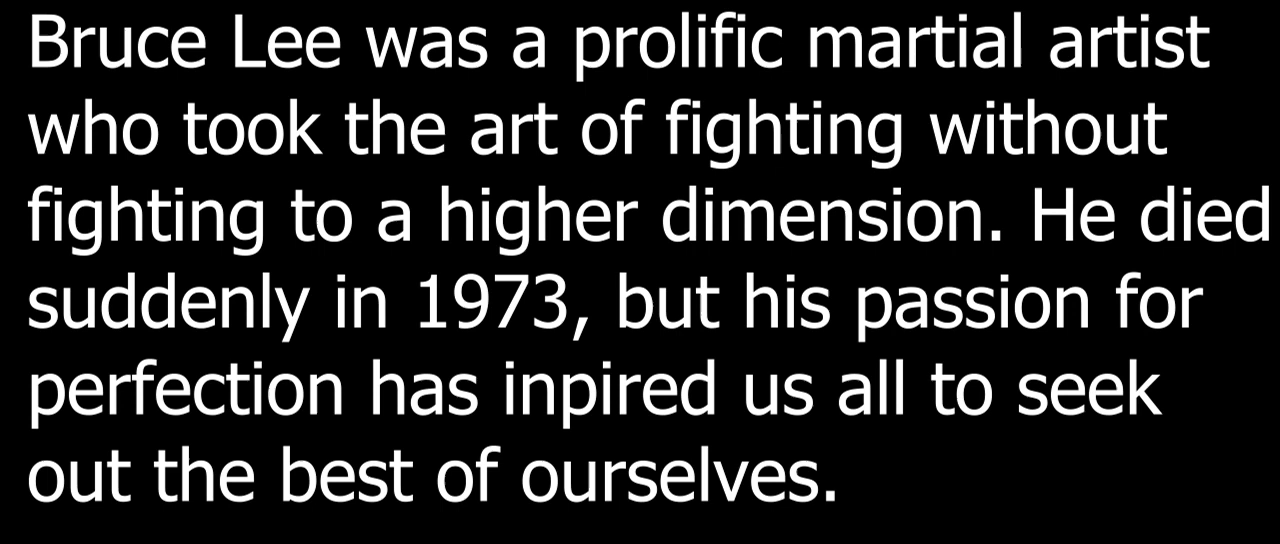 Bruce Lee was a prolific martial artist
who took the art of fighting without
fighting to a higher dimension. He died
suddenly in 1973, but his passion for
perfection has inpired us all to seek
out the best of ourselves.